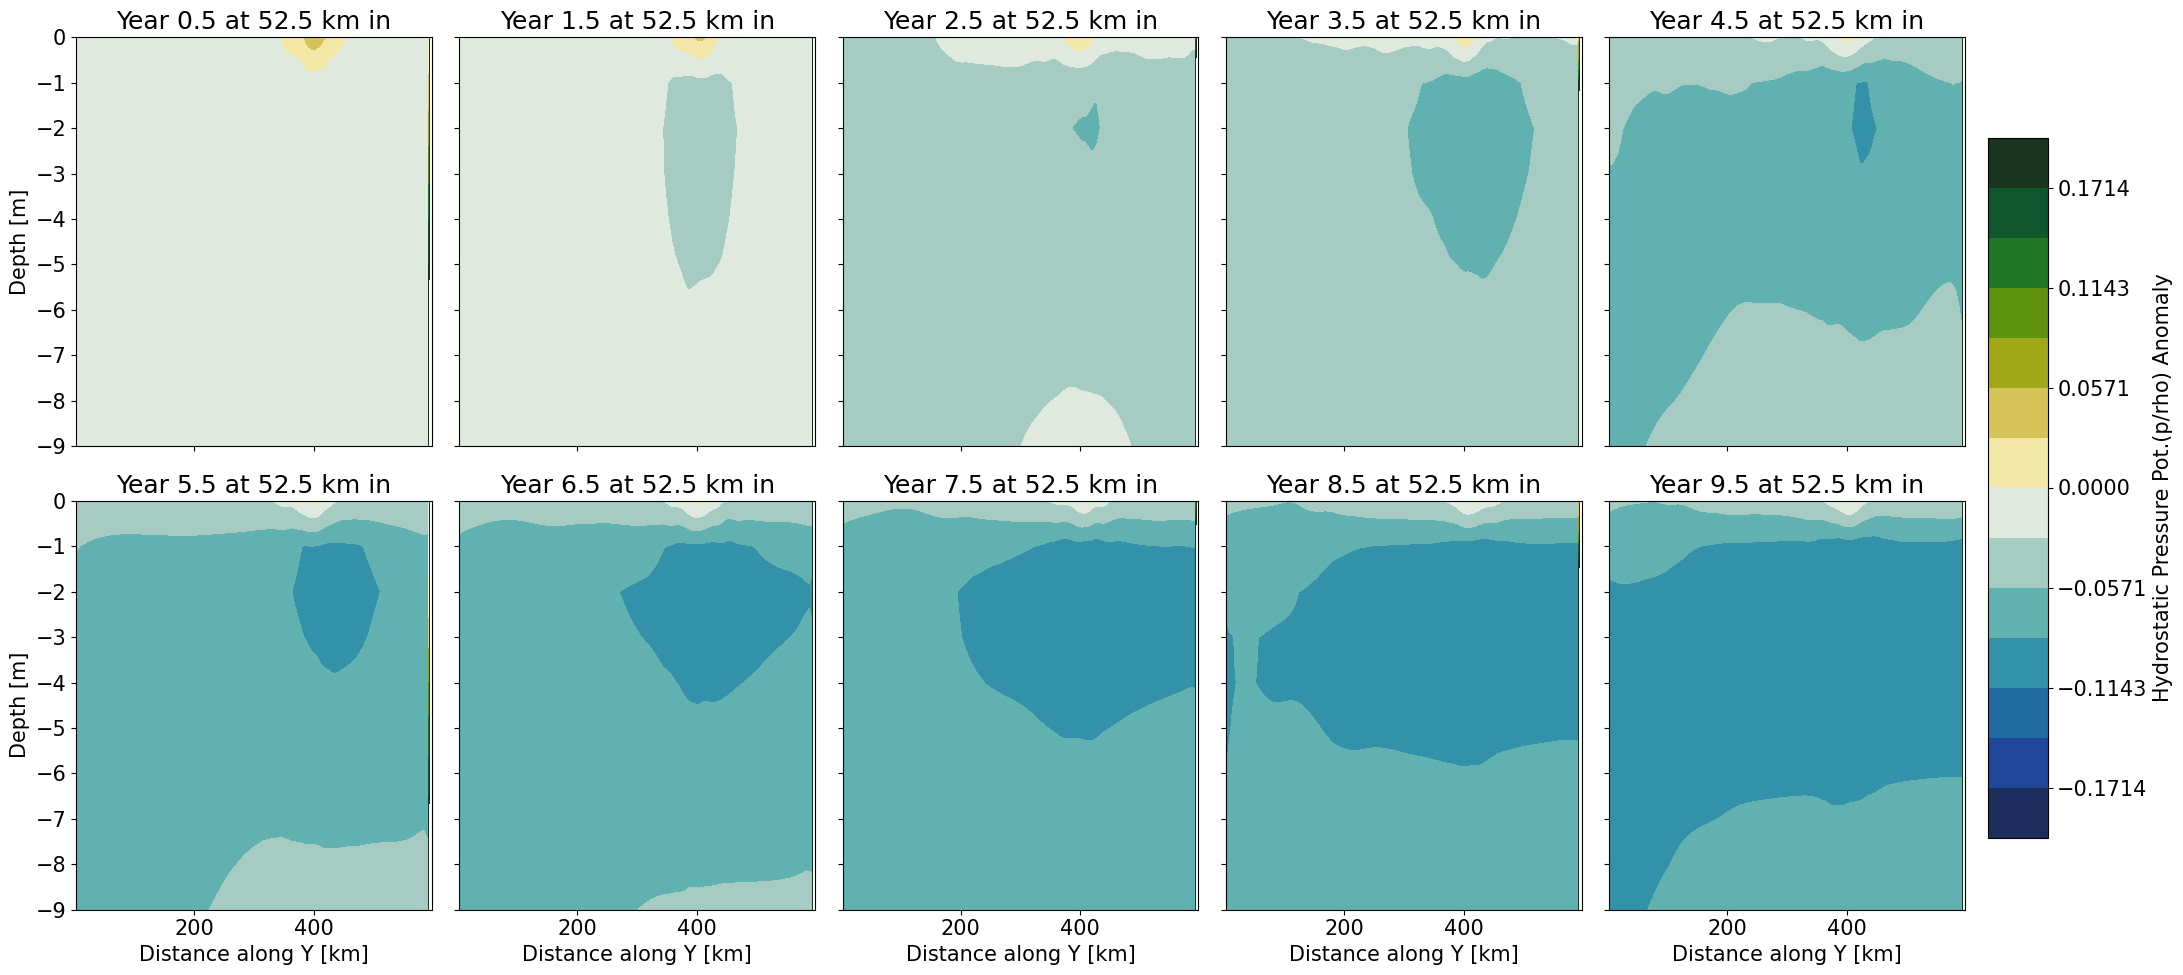 Year 0.5 at 52.5 km in
Year 1.5 at 52.5 km in
Year 2.5 at 52.5 km in
Year 3.5 at 52.5 km in
Year 4.5 at 52.5 km in
0
−1
−2
−3
−4
−5
−6
−7
−8
−9
Depth [m]
Year 5.5 at 52.5 km in
Year 6.5 at 52.5 km in
Year 7.5 at 52.5 km in
Year 8.5 at 52.5 km in
Year 9.5 at 52.5 km in
0
−1
−2
−3
−4
−5
−6
−7
−8
−9
Depth [m]
200 400
200 400
200 400
200 400
200 400
Distance along Y [km]
Distance along Y [km]
Distance along Y [km]
Distance along Y [km]
Distance along Y [km]
0.1714
0.1143
0.0571
0.0000
−0.0571
−0.1143
−0.1714
Hydrostatic Pressure Pot.(p/rho) Anomaly